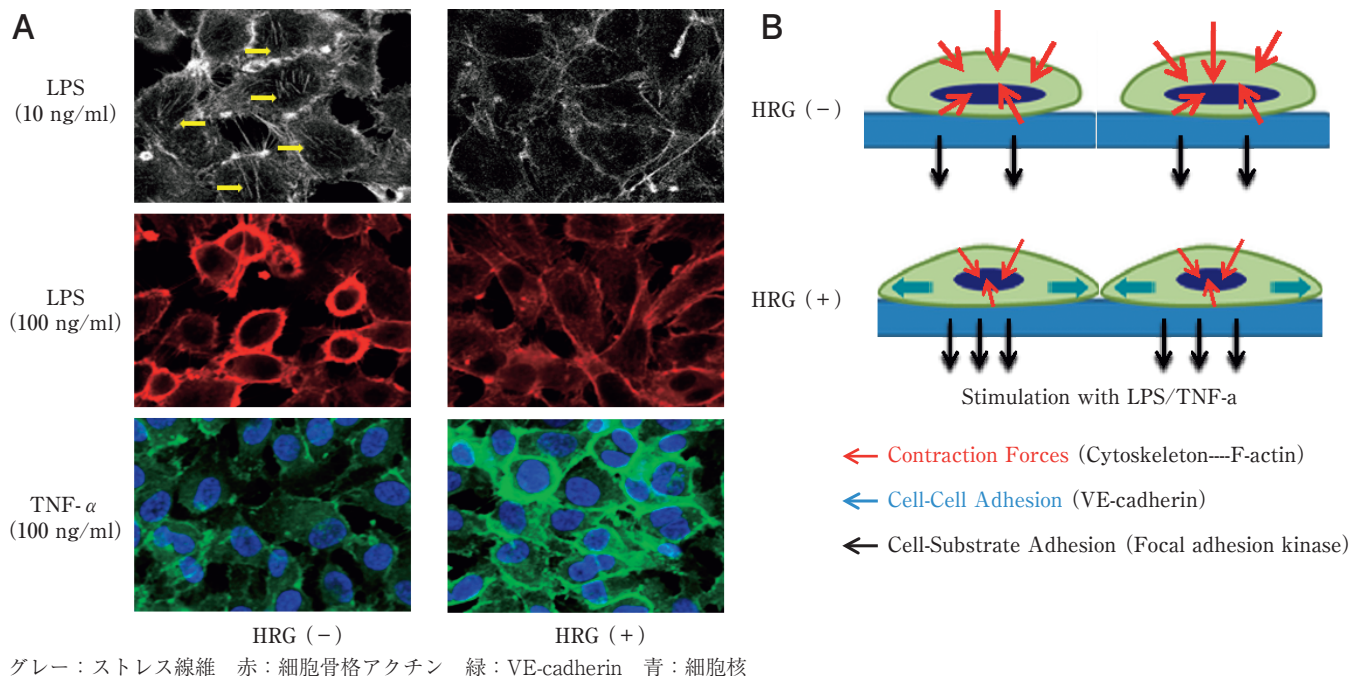 A
LPS
(10 ng/ml)
LPS
(100 ng/ml)
TNF-α
(100 ng/ml)
HRG (−)
HRG (+)
B
HRG (−)
HRG (+)
Stimulation with LPS/TNF-a
Contraction Forces (Cytoskeleton----F-actin)
Cell-Cell Adhesion (VE-cadherin)
Cell-Substrate Adhesion (Focal adhesion kinase)
グレー：ストレス線維　赤：細胞骨格アクチン　緑：VE-cadherin　青：細胞核